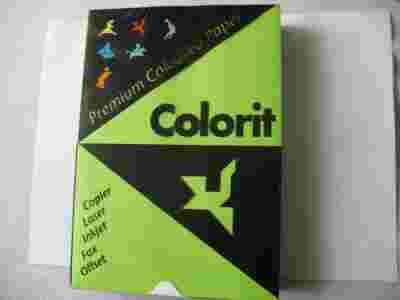 Premium Coloured Paper
Colorit
Copier
Laser
Inkjet
Fax
Offset